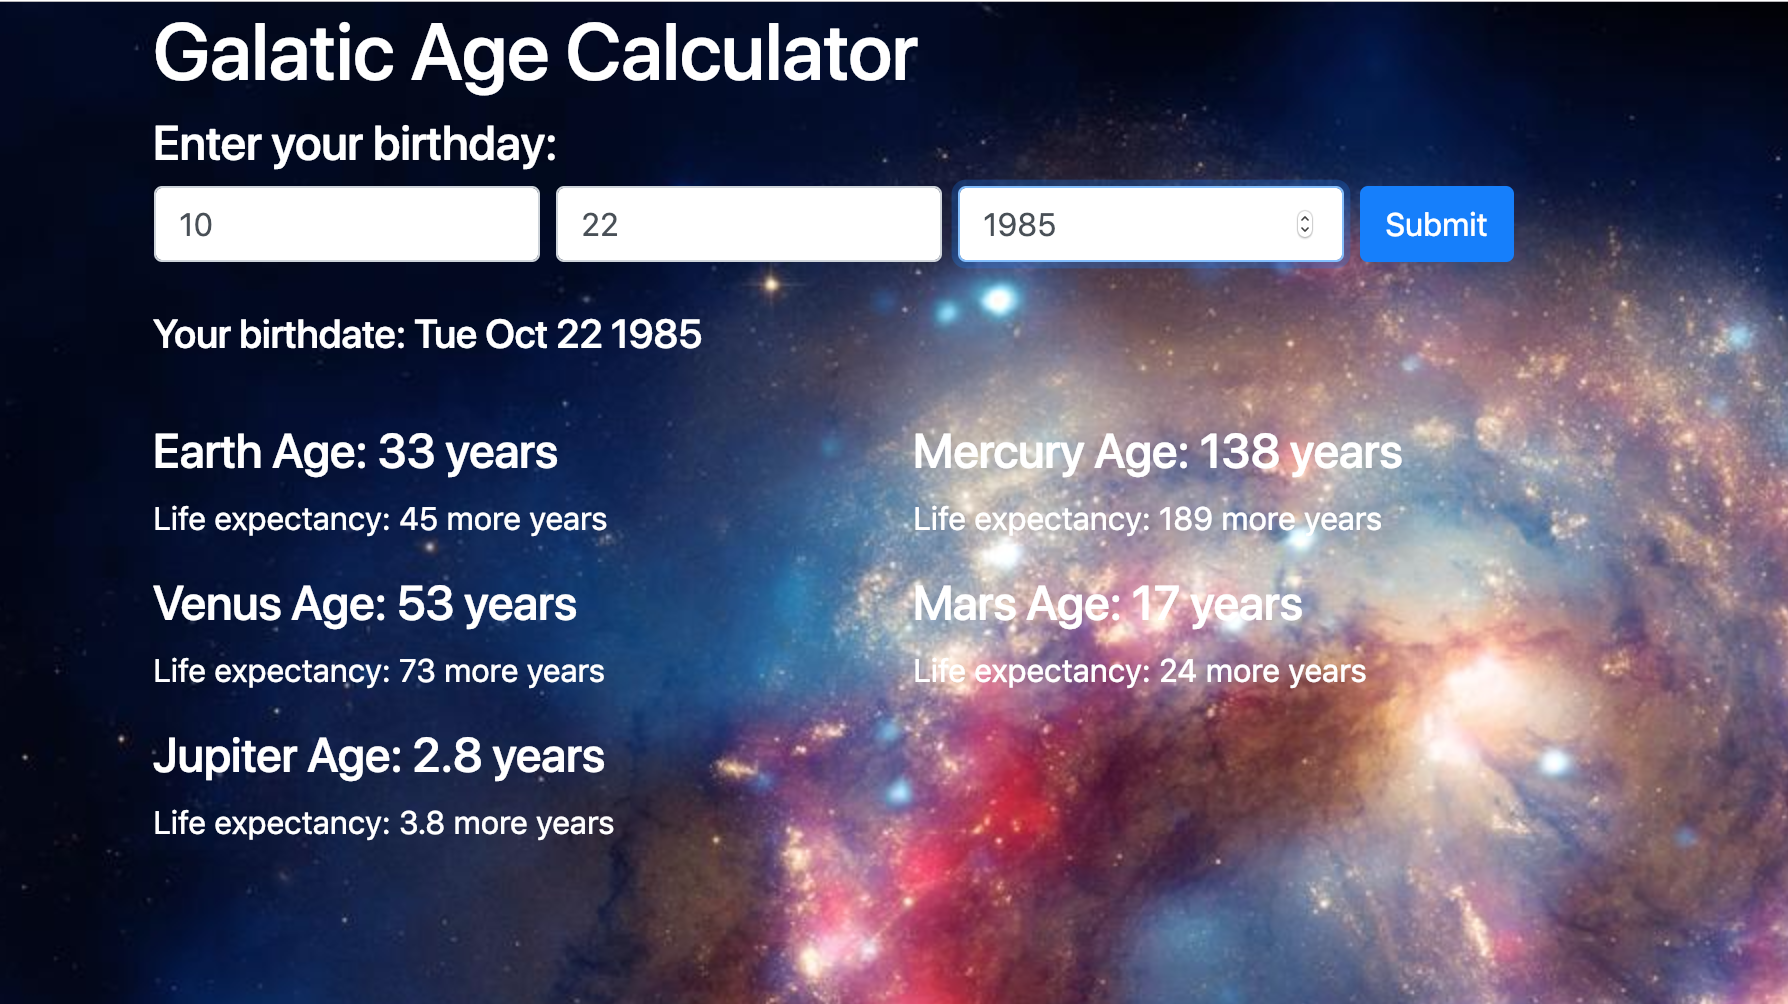 Galatic Age Calculator
Enter your birthday:
10 22 1985 Submit
Your birthdate: Tue Oct 22 1985
Earth Age: 33 years
Life expectancy: 45 more years
Mercury Age: 138 years
Life expectancy: 189 more years
Venus Age: 53 years
Life expectancy: 73 more years
Mars Age: 17 years
Life expectancy: 24 more years
Jupiter Age: 2.8 years
Life expectancy: 3.8 more years